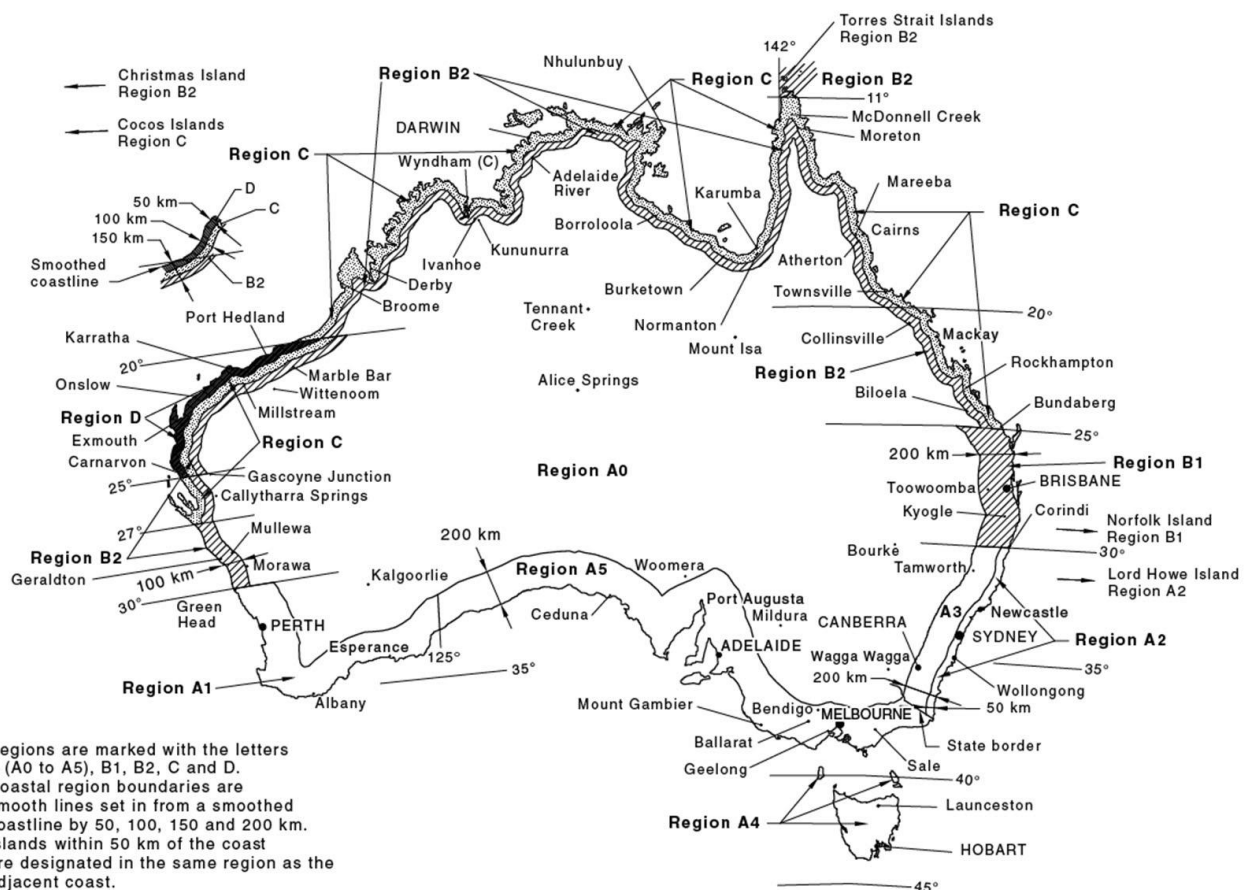 Torres Strait Islands
Region B2
142°
Nhulunbuy
Christmas Island
Region B2
Region B2
Region C
Region B2
11°
McDonnell Creek
Cocos Islands
Region C
DARWIN
Moreton
Region C
Wyndham (C)
D
Adelaide
River
Mareeba
50 km
C
Karumba
100 km
Region C
150 km
Borroloola
Cairns
Kununurra
Smoothed
coastline
Ivanhoe
Atherton
B2
Derby
Burketown
Townsville
Broome
Port Hedland
Tennant
Creek
20°
Normanton
Collinsville
Mackay
Karratha
Mount Isa
20°
Rockhampton
Marble Bar
Region B2
Onslow
Wittenoom
Alice Springs
Biloela
Millstream
Bundaberg
Region D
Exmouth
Region C
25°
200 km
Carnarvon
Region B1
Gascoyne Junction
Region A0
25°
BRISBANE
Callytharra Springs
Toowoomba
Kyogle
Corindi
27°
Mullewa
Norfolk Island
Region B1
200 km
Region B2
Bourke
30°
Morawa
Woomera
Geraldton
100 km
Region A5
Tamworth
Lord Howe Island
Region A2
Kalgoorlie
30°
Port Augusta
Green
Head
Ceduna
Mildura
A3
Newcastle
PERTH
CANBERRA
SYDNEY
Region A2
Esperance
ADELAIDE
125°
Wagga Wagga
35°
35°
200 km
Region A1
Wollongong
Albany
Mount Gambier
Bendigo
MELBOURNE
50 km
Ballarat
State border
Geelong
Sale
40°
Launceston
Region A4
HOBART
45°
egions are marked with the letters
(A0 to A5), B1, B2, C and D.
oastal region boundaries are
mooth lines set in from a smoothed
oastline by 50, 100, 150 and 200 km.
slands within 50 km of the coast
re designated in the same region as the
djacent coast.